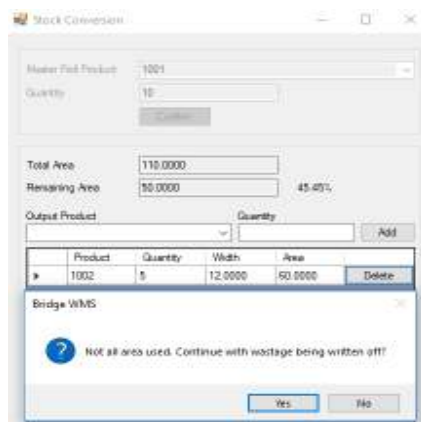 Stock Conversion
Master Roll Product 1001
Quantity 10
Confirm
Total Area 110.0000
Remaining Area 50.0000 45.45%
Output Product Quantity
Add
Product Quantity Width Area
1002 5 12.0000 60.0000 Delete
Bridge WMS
Not all area used. Continue with wastage being written off?
Yes No